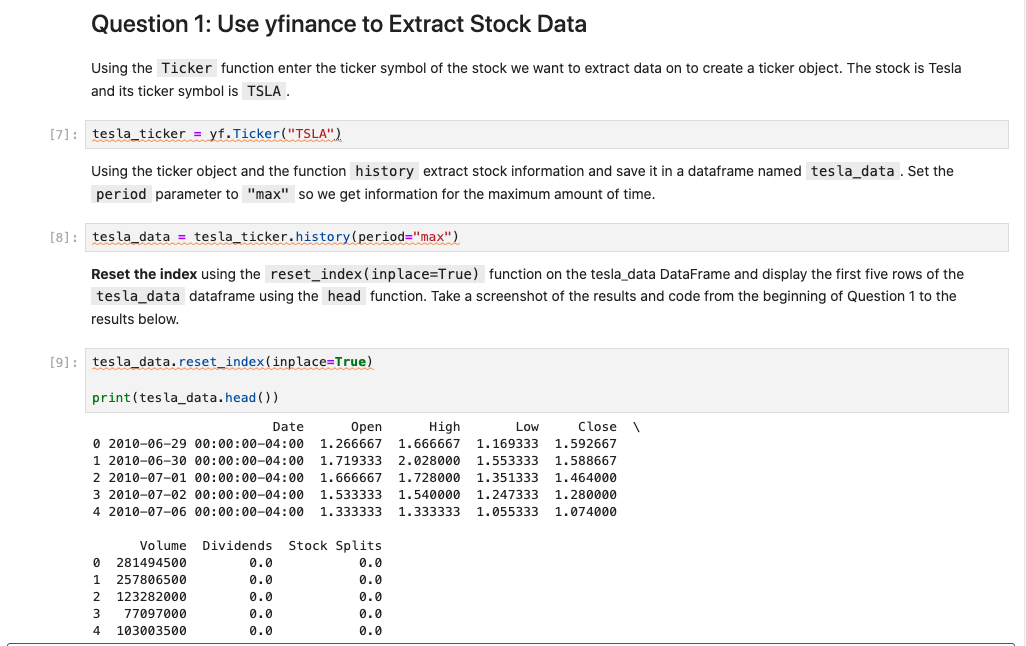 Question 1: Use yfinance to Extract Stock Data
Using the Ticker function enter the ticker symbol of the stock we want to extract data on to create a ticker object. The stock is Tesla
and its ticker symbol is TSLA .
[7]: tesla_ticker = yf.Ticker("TSLA")
Using the ticker object and the function history extract stock information and save it in a dataframe named tesla_data . Set the
period parameter to "max" so we get information for the maximum amount of time.
[8]: tesla_data = tesla_ticker.history(period="max")
Reset the index using the reset_index(inplace=True) function on the tesla_data DataFrame and display the first five rows of the
tesla_data dataframe using the head function. Take a screenshot of the results and code from the beginning of Question 1 to the
results below.
[9]: tesla_data.reset_index(inplace=True)
print(tesla_data.head())
Date Open High Low Close \
0 2010-06-29 00:00:00-04:00 1.266667 1.666667 1.169333 1.592667
1 2010-06-30 00:00:00-04:00 1.719333 2.028000 1.553333 1.588667
2 2010-07-01 00:00:00-04:00 1.666667 1.728000 1.351333 1.464000
3 2010-07-02 00:00:00-04:00 1.533333 1.540000 1.247333 1.280000
4 2010-07-06 00:00:00-04:00 1.333333 1.333333 1.055333 1.074000
Volume Dividends Stock Splits
0 281494500 0.0 0.0
1 257806500 0.0 0.0
2 123282000 0.0 0.0
3 77097000 0.0 0.0
4 103003500 0.0 0.0